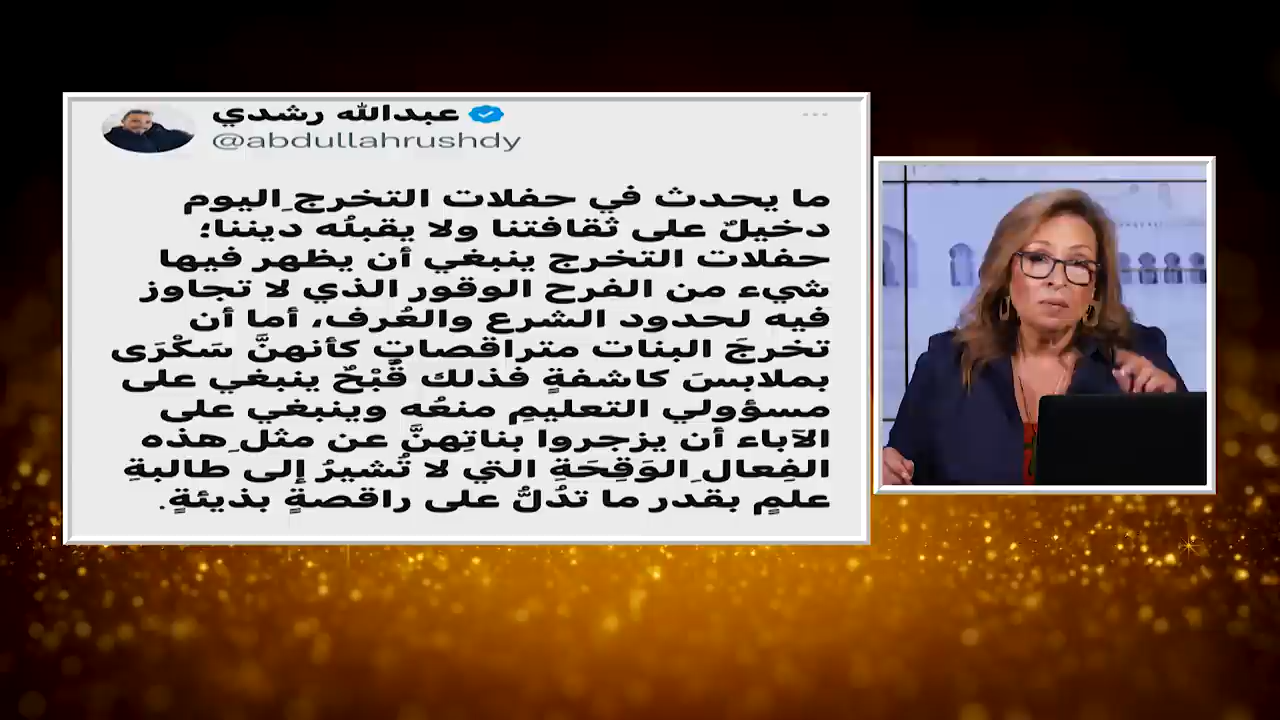 عبدالله رشدي
@abdullahrushdy
ما يحدث في حفلات التخرج ِاليوم
دخيلٌ على ثقافتنا ولا يقبلُه ديننا؛
حفلات التخرج ينبغي أن يظهر فيها
شيء من الفرح الوقور الذي لا تجاوز
فيه لحدود الشرع والعُرف، أما أن
تخرجَ البنات متراقصاتٍ كأنهنَّ سَكْرَى
بملابسَ كاشفةٍ فذلك قُبْحٌ ينبغي على
مسؤولي التعليمِ منعُه وينبغي على
الآباء أن يزجروا بناتِهنَّ عن مثل ِهذه
الفِعال ِالوَقِحَةِ التي لا تُشيرُ إلى طالبةِ
علمٍ بقدر ما تدُلُّ على راقصةٍ بذيئةٍ.